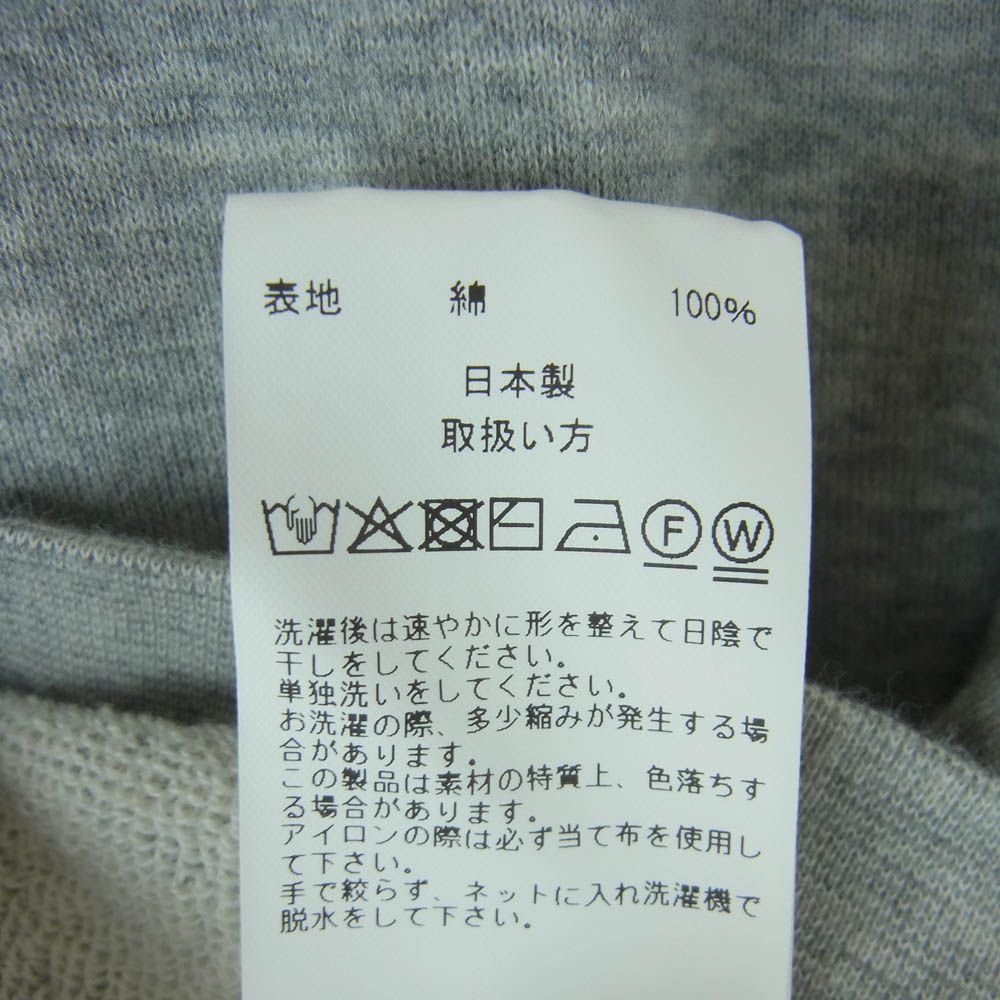 表地 綿 100%
日本製
取扱い方
F W
洗濯後は速やかに形を整えて日陰で
干しをしてください。
単独洗いをしてください。
お洗濯の際、多少縮みが発生する場
合があります。
この製品は素材の特質上、色落ちす
る場合があります。
アイロンの際は必ず当て布を使用し
て下さい。
手で絞らず、ネットに入れ洗濯機で
脱水をして下さい。